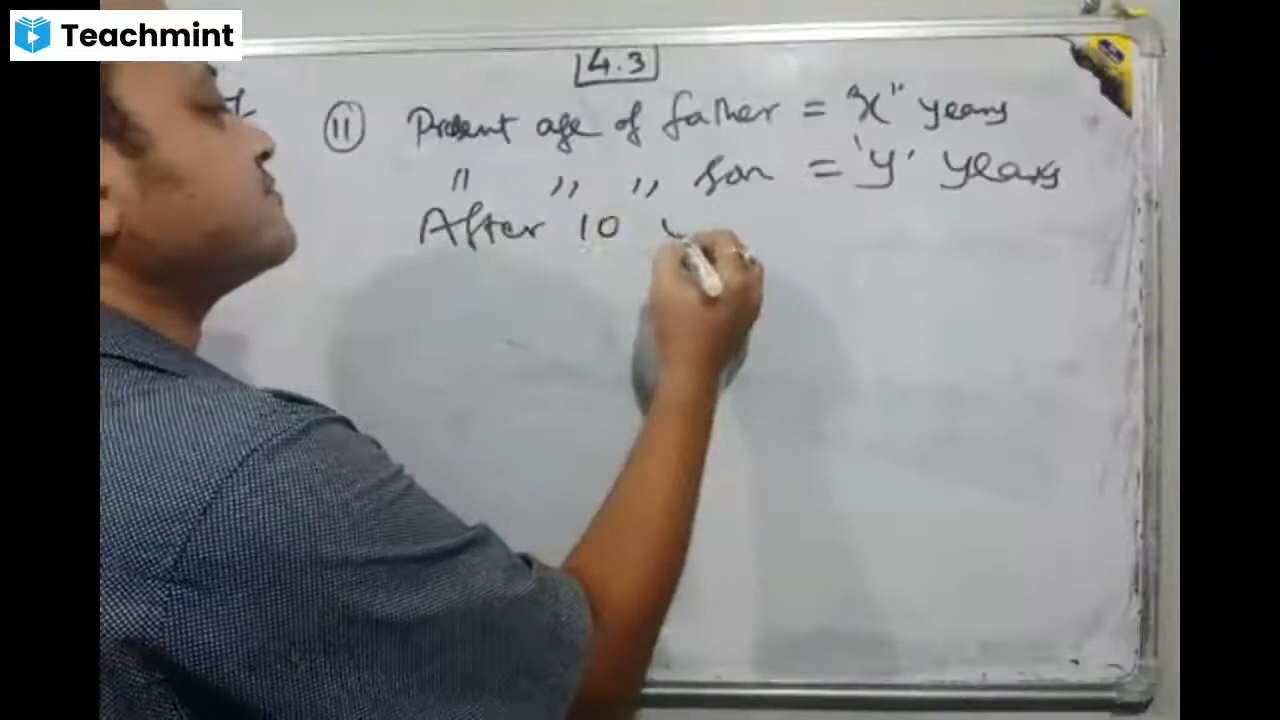 Teachmint
4.3
11 Present age of father = "x" years
" " " son = 'y' years
After 10 y